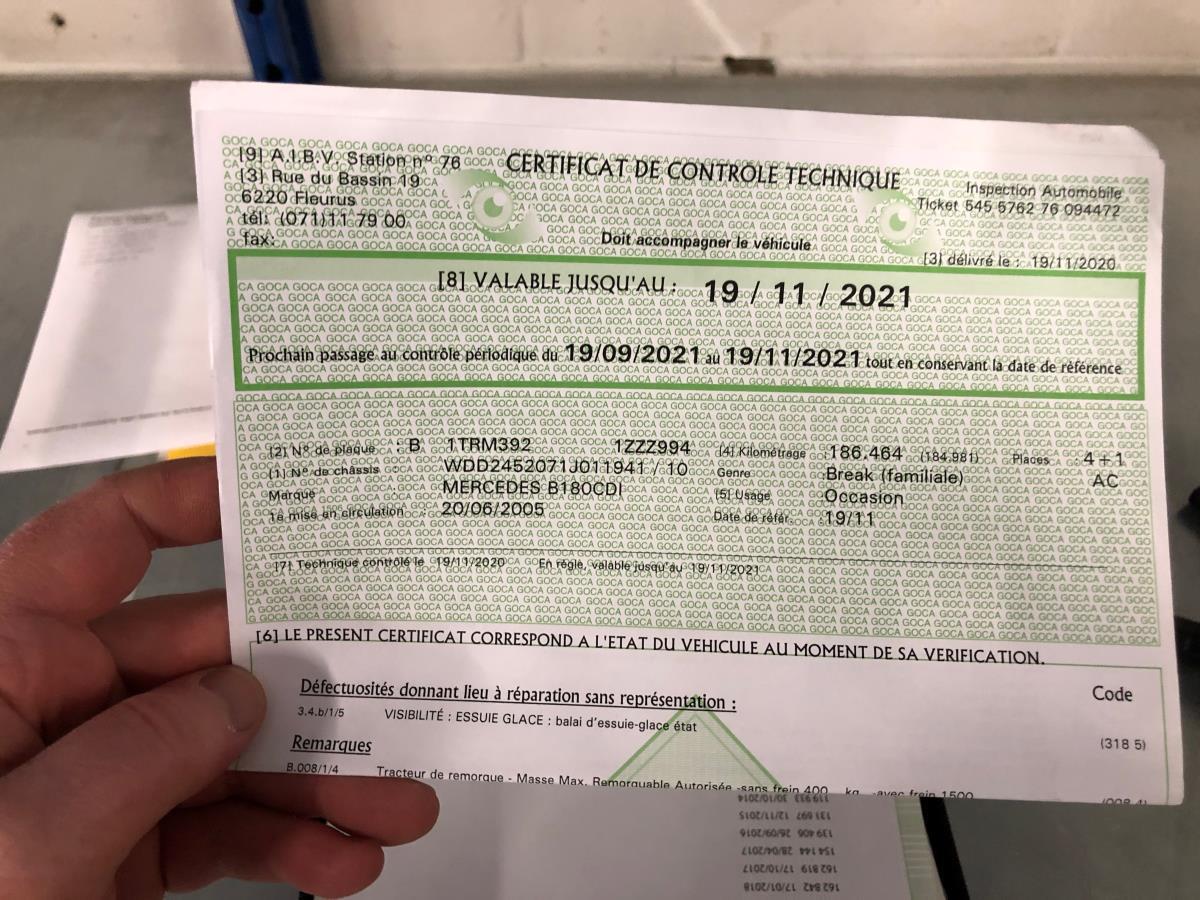 [9] A.I.B.V. Station n° 76
[3] Rue du Bassin 19
6220 Fleurus
tél: (071)11 79 00
fax:
CERTIFICAT DE CONTROLE TECHNIQUE
Doit accompagner le véhicule
Inspection Automobile
Ticket 545 5762 76 094472
[3] délivré le : 19/11/2020
[8] VALABLE JUSQU'AU : 19 / 11 / 2021
Prochain passage au contrôle périodique du 19/09/2021 au 19/11/2021 tout en conservant la date de référence
[2] N° de plaque : B 1TRM392 1ZZZ994 [4] Kilométrage :186.464 (184.981) Places : 4+1
(1) N° de châssis : WDD2452071J011941 / 10 Genre :Break (familiale) AC
Marque : MERCEDES B180CDI [5] Usage :Occasion
1è mise en circulation : 20/06/2005 Date de référ. :19/11
[7] Technique contrôlé le 19/11/2020 En règle, valable jusqu'au 19/11/2021
[6] LE PRESENT CERTIFICAT CORRESPOND A L'ETAT DU VEHICULE AU MOMENT DE SA VERIFICATION.
Défectuosités donnant lieu à réparation sans représentation : Code
3.4.b/1/5 VISIBILITÉ : ESSUIE GLACE : balai d'essuie-glace état (318 5)
Remarques
B.008/1/4 Tracteur de remorque - Masse Max. Remorquable Autorisée -sans frein 400 kg -avec frein 1500
119 933 30/10/2014
131 697 12/11/2015
139 406 26/09/2016
154 144 28/04/2017
162 819 17/10/2017
162 842 17/10/2018